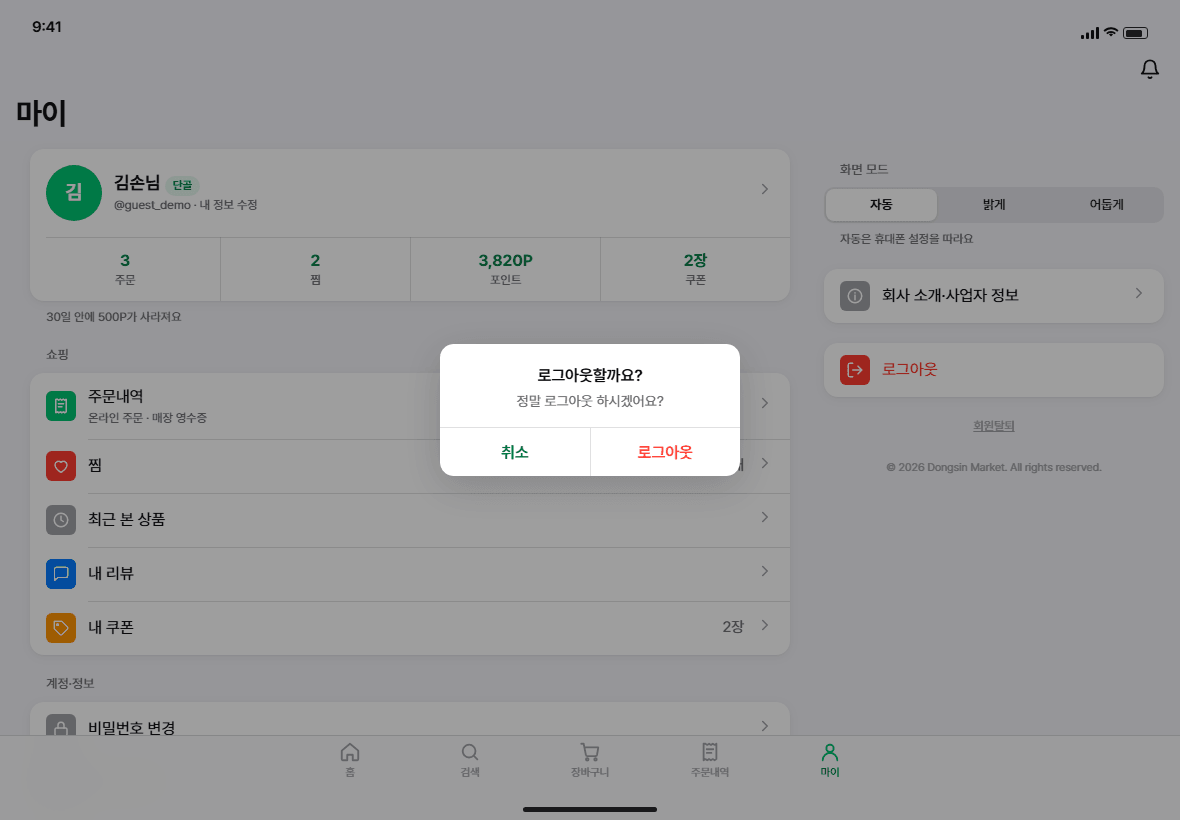 9:41
마이
김
김손님 단골
@guest_demo · 내 정보 수정
3
주문
2
찜
3,820P
포인트
2장
쿠폰
30일 안에 500P가 사라져요
쇼핑
주문내역
온라인 주문 · 매장 영수증
찜
최근 본 상품
내 리뷰
내 쿠폰
2장
계정·정보
비밀번호 변경
화면 모드
자동
밝게
어둡게
자동은 휴대폰 설정을 따라요
회사 소개·사업자 정보
로그아웃
회원탈퇴
© 2026 Dongsin Market. All rights reserved.
로그아웃할까요?
정말 로그아웃 하시겠어요?
취소
로그아웃
홈
검색
장바구니
주문내역
마이